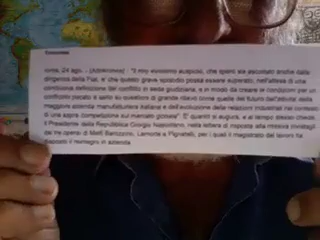 Economia
roma, 24 ago. - (Adnkronos) - "Il mio vivissimo auspicio, che spero sia ascoltato anche dalla
dirigenza della Fiat, e' che questo grave episodio possa essere superato, nell'attesa di una
conclusiva definizione del conflitto in sede giudiziaria, e in modo da creare le condizioni per un
confronto pacato e serio su questioni di grande rilievo come quelle del futuro dell'attivita' della
maggiore azienda manifatturiera italiana e dell'evoluzione delle relazioni industriali nel contesto
di una aspra competizione sul mercato globale". E' quanto si augura, e al tempo stesso chiede,
il Presidente della Repubblica Giorgio Napolitano, nella lettera di risposta alla missiva inviatagli
dai tre operai di Melfi Barozzino, Lamorte e Pignatelli, per i quali il magistrato del lavoro ha
disposto il reintegro in azienda